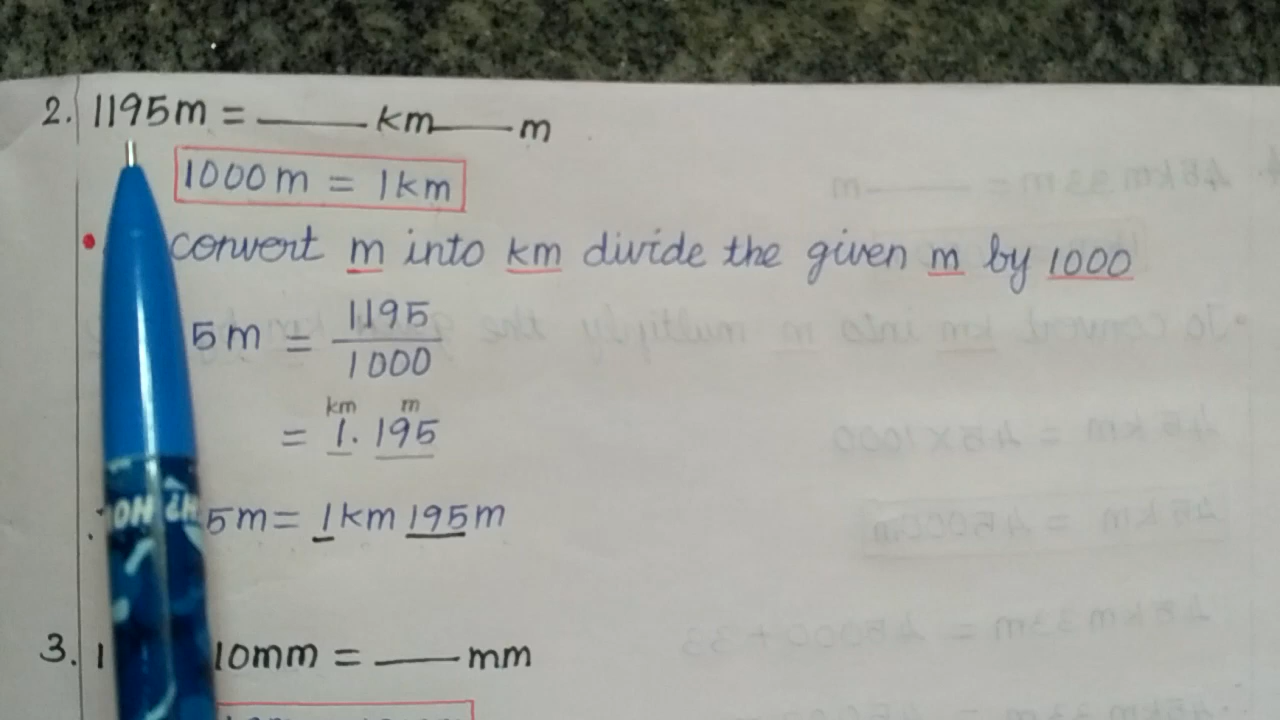 2. 1195m = ____ km ____ m
1000m = 1km
• convert m into km divide the given m by 1000
5m = 1195/1000
km m
= 1.195
5m = 1km 195m
3. 1 10mm = ____ mm